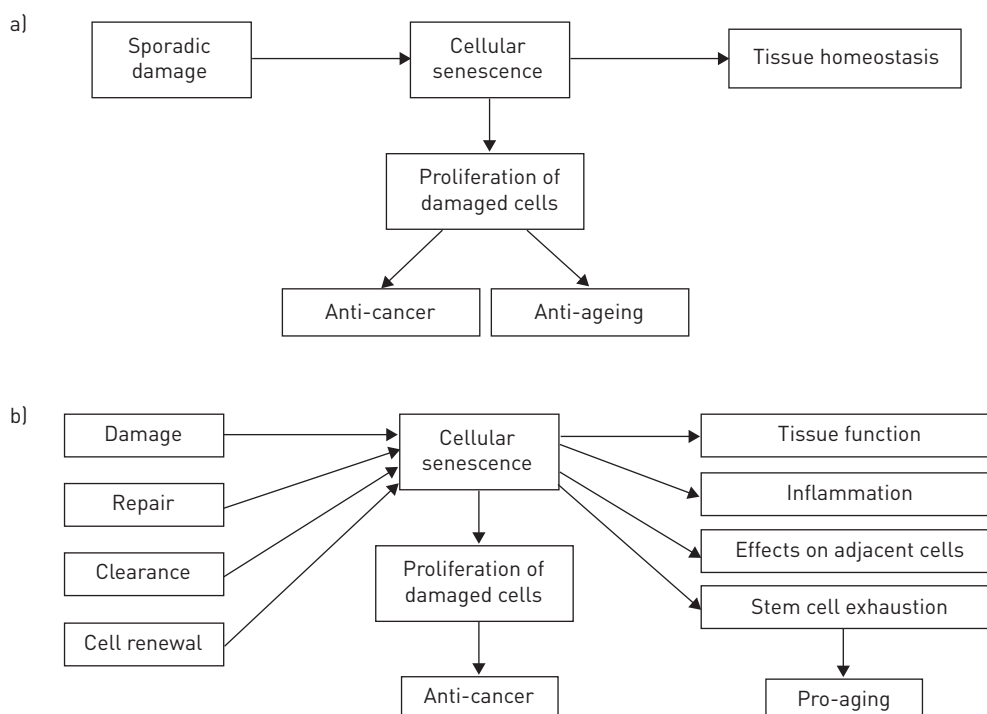 a)
Sporadic
damage
Cellular
senescence
Tissue homeostasis
Proliferation of
damaged cells
Anti-cancer
Anti-ageing
b)
Damage
Repair
Clearance
Cell renewal
Cellular
senescence
Proliferation of
damaged cells
Anti-cancer
Tissue function
Inflammation
Effects on adjacent cells
Stem cell exhaustion
Pro-aging